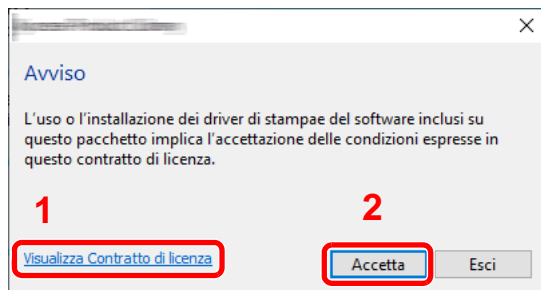 Avviso
L'uso o l'installazione dei driver di stampae del software inclusi su
questo pacchetto implica l'accettazione delle condizioni espresse in
questo contratto di licenza.
1
2
Visualizza Contratto di licenza
Accetta
Esci